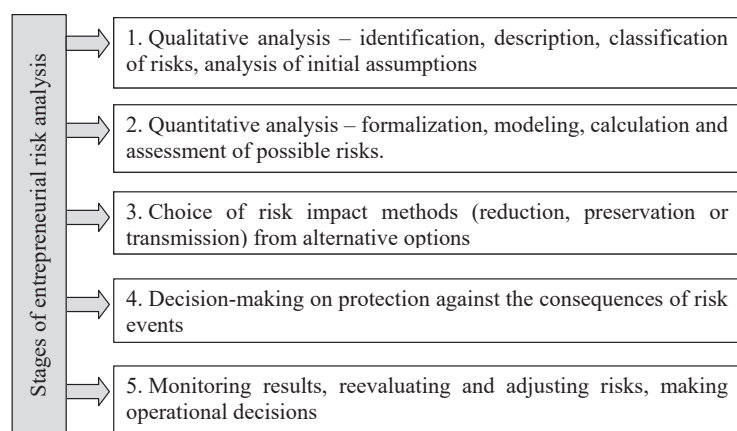 Stages of entrepreneurial risk analysis
1. Qualitative analysis – identification, description, classification
of risks, analysis of initial assumptions
2. Quantitative analysis – formalization, modeling, calculation and
assessment of possible risks.
3. Choice of risk impact methods (reduction, preservation or
transmission) from alternative options
4. Decision-making on protection against the consequences of risk
events
5. Monitoring results, reevaluating and adjusting risks, making
operational decisions